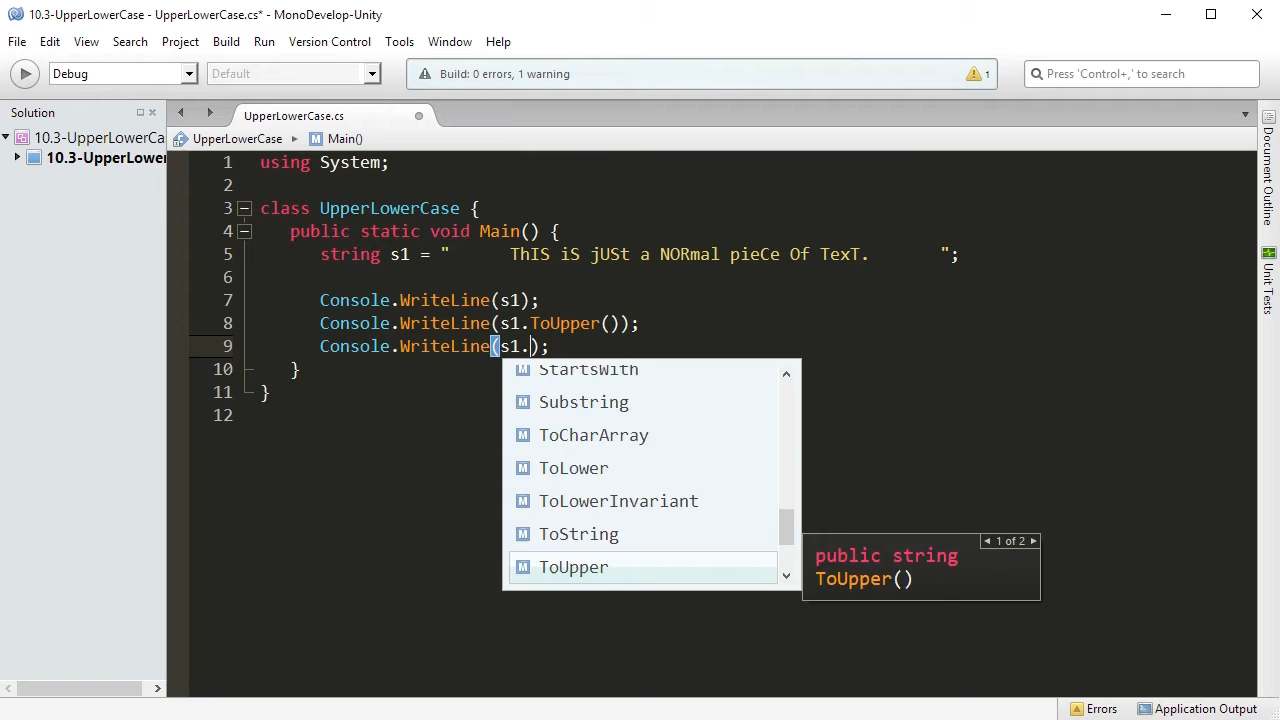 10.3-UpperLowerCase - UpperLowerCase.cs* - MonoDevelop-Unity
File Edit View Search Project Build Run Version Control Tools Window Help
Debug Default Build: 0 errors, 1 warning 1 Press 'Control+,' to search
Solution UpperLowerCase.cs
10.3-UpperLowerCa UpperLowerCase Main()
10.3-UpperLower
1 using System;
2
3 class UpperLowerCase {
4 public static void Main() {
5 string s1 = "      ThIS iS jUSt a NORmal pieCe Of TexT.       ";
6
7 Console.WriteLine(s1);
8 Console.WriteLine(s1.ToUpper());
9 Console.WriteLine(s1.);
10 }
11 }
12
StartsWith
Substring
ToCharArray
ToLower
ToLowerInvariant
ToString
ToUpper
1 of 2
public string
ToUpper()
Document Outline
Unit Tests
Errors Application Output